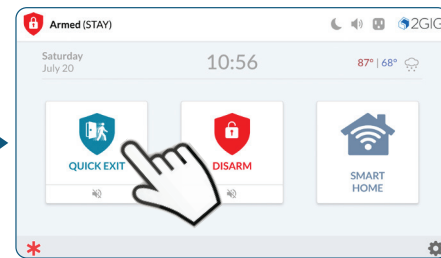 Armed (STAY)
2GIG
Saturday
July 20
10:56
87° | 68°
QUICK EXIT
DISARM
SMART
HOME